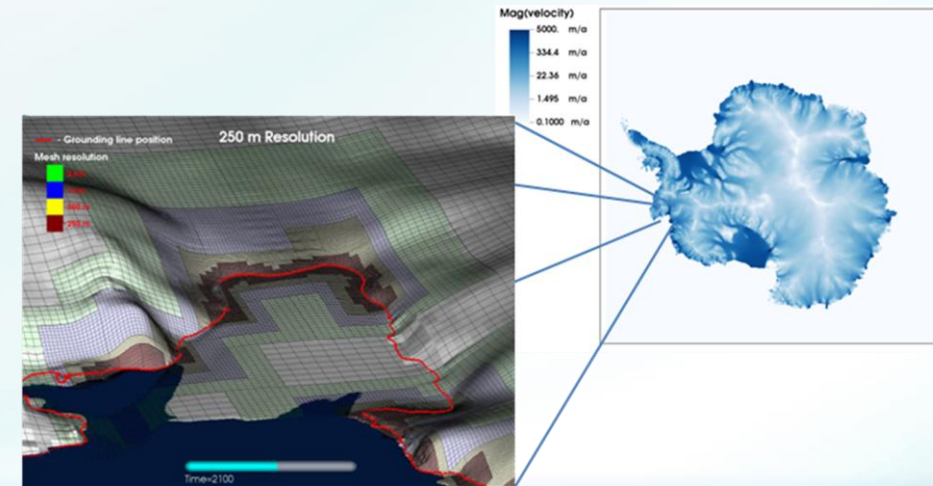 Mag(velocity)
5000. m/a
334.4 m/a
22.36 m/a
1.495 m/a
0.1000 m/a
- Grounding line position
250 m Resolution
Mesh resolution
Time=2100